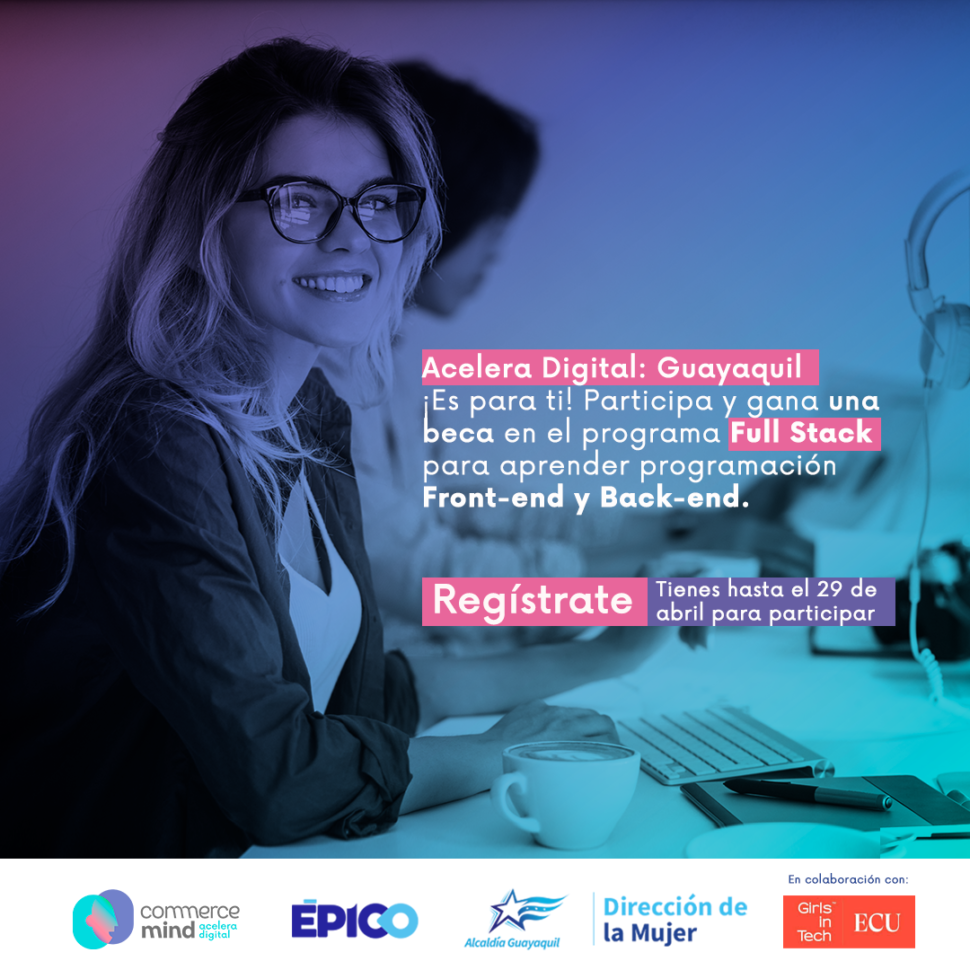 Acelera Digital: Guayaquil
¡Es para ti! Participa y gana una
beca en el programa Full Stack
para aprender programación
Front-end y Back-end.
Regístrate
Tienes hasta el 29 de
abril para participar
En colaboración con:
commerce
mind acelera
digital
ÉPICO
Alcaldía Guayaquil
Dirección de
la Mujer
Girls™
in
Tech
ECU